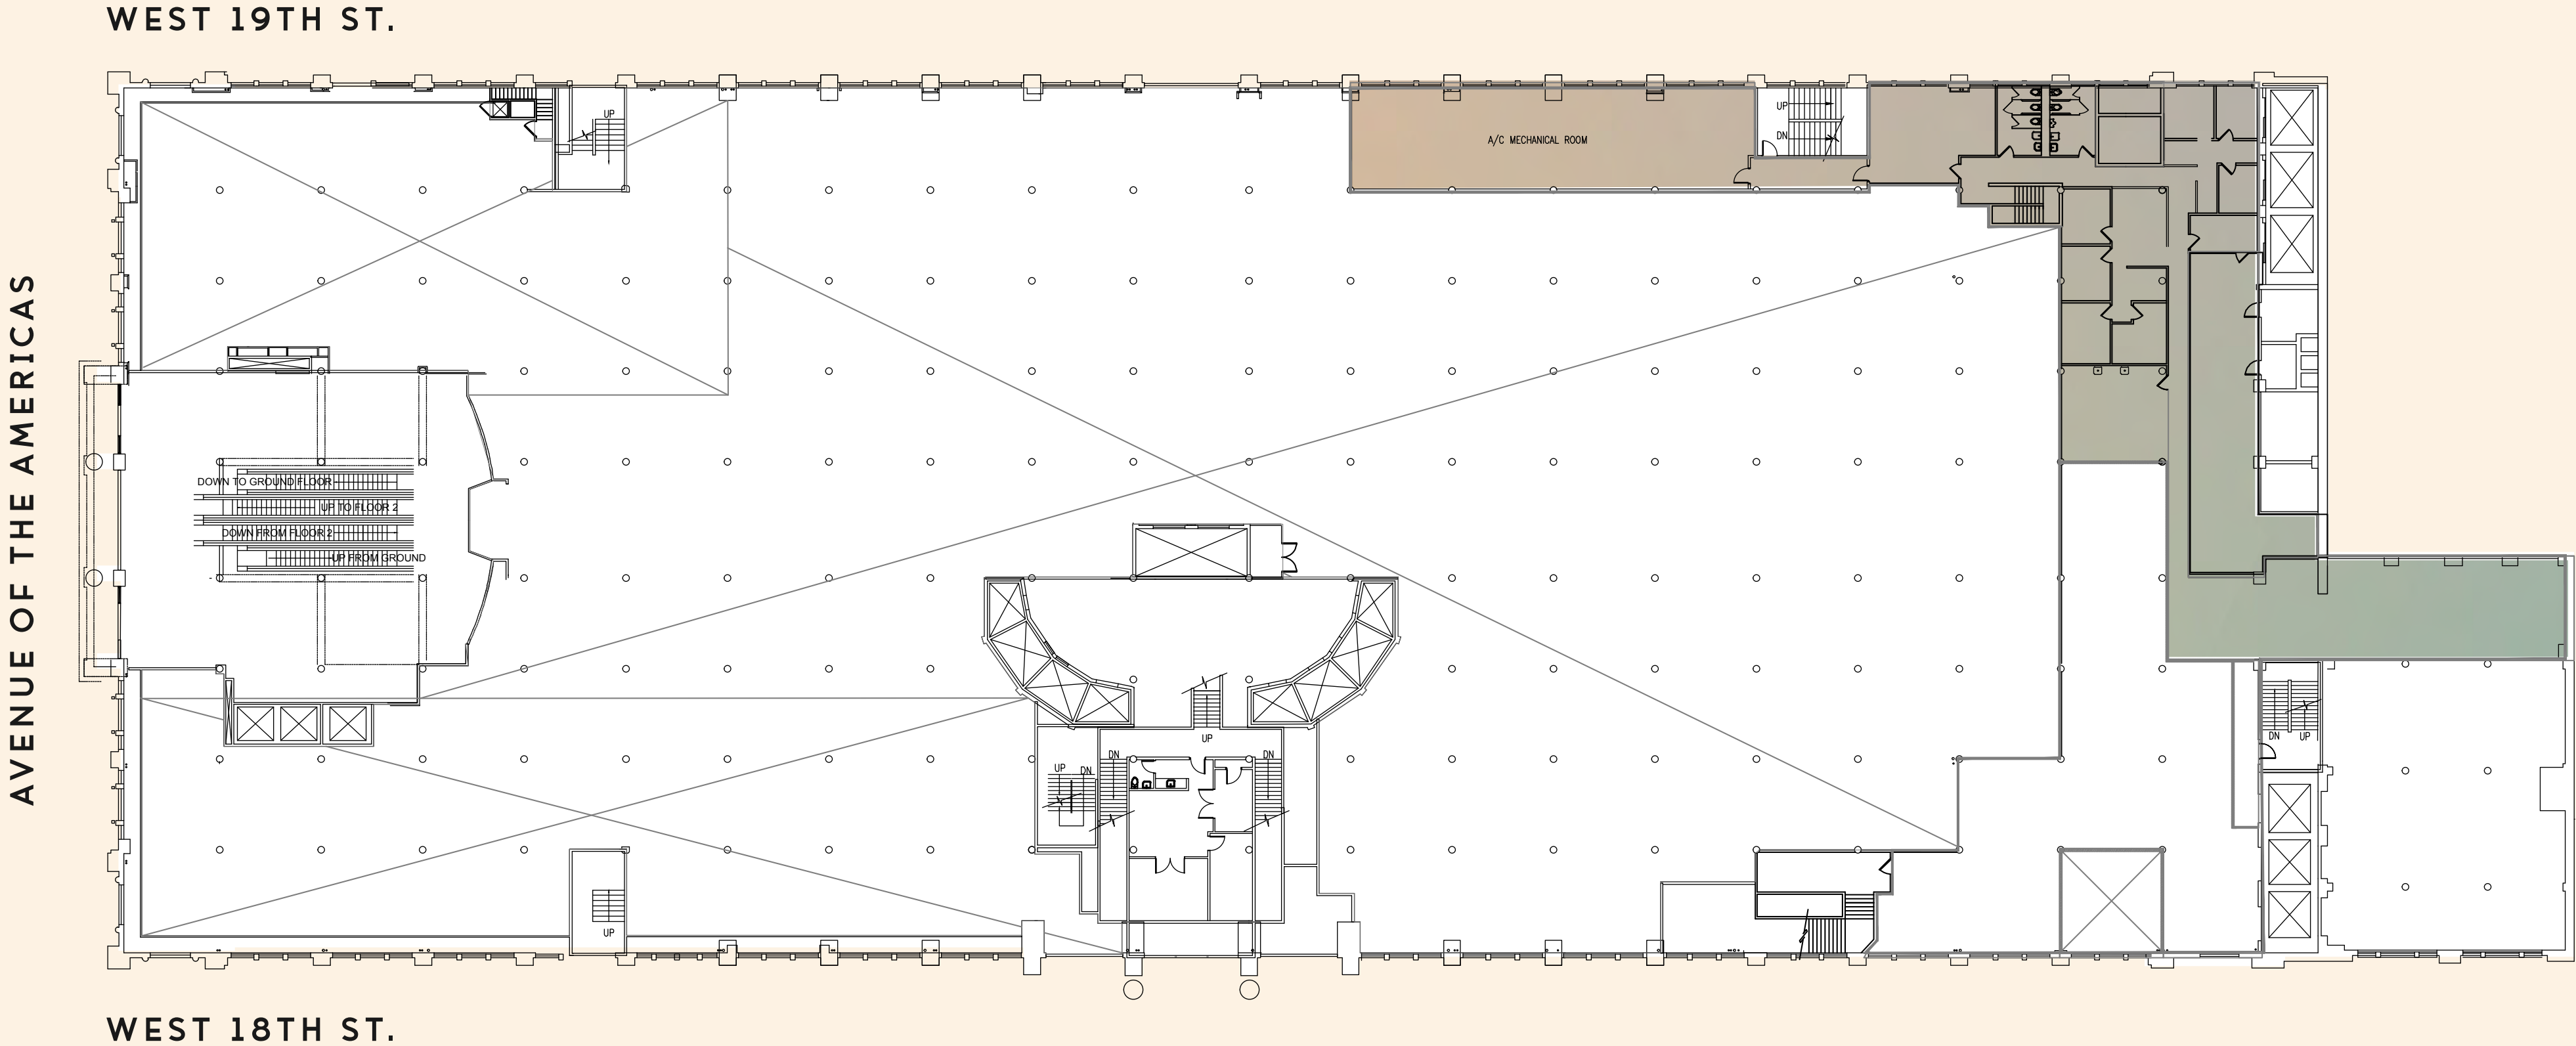 WEST 19TH ST.
UP
UP
DN
A/C MECHANICAL ROOM
AVENUE OF THE AMERICAS
DOWN TO GROUND FLOOR
UP TO FLOOR 2
DOWN FROM FLOOR 2
UP FROM GROUND
UP
DN
UP
DN
DN
UP
DN
UP
WEST 18TH ST.